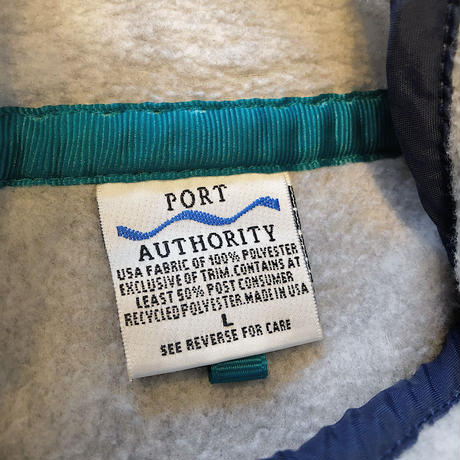 PORT
AUTHORITY
USA FABRIC OF 100% POLYESTER
EXCLUSIVE OF TRIM. CONTAINS AT
LEAST 50% POST CONSUMER
RECYCLED POLYESTER. MADE IN USA
L
SEE REVERSE FOR CARE